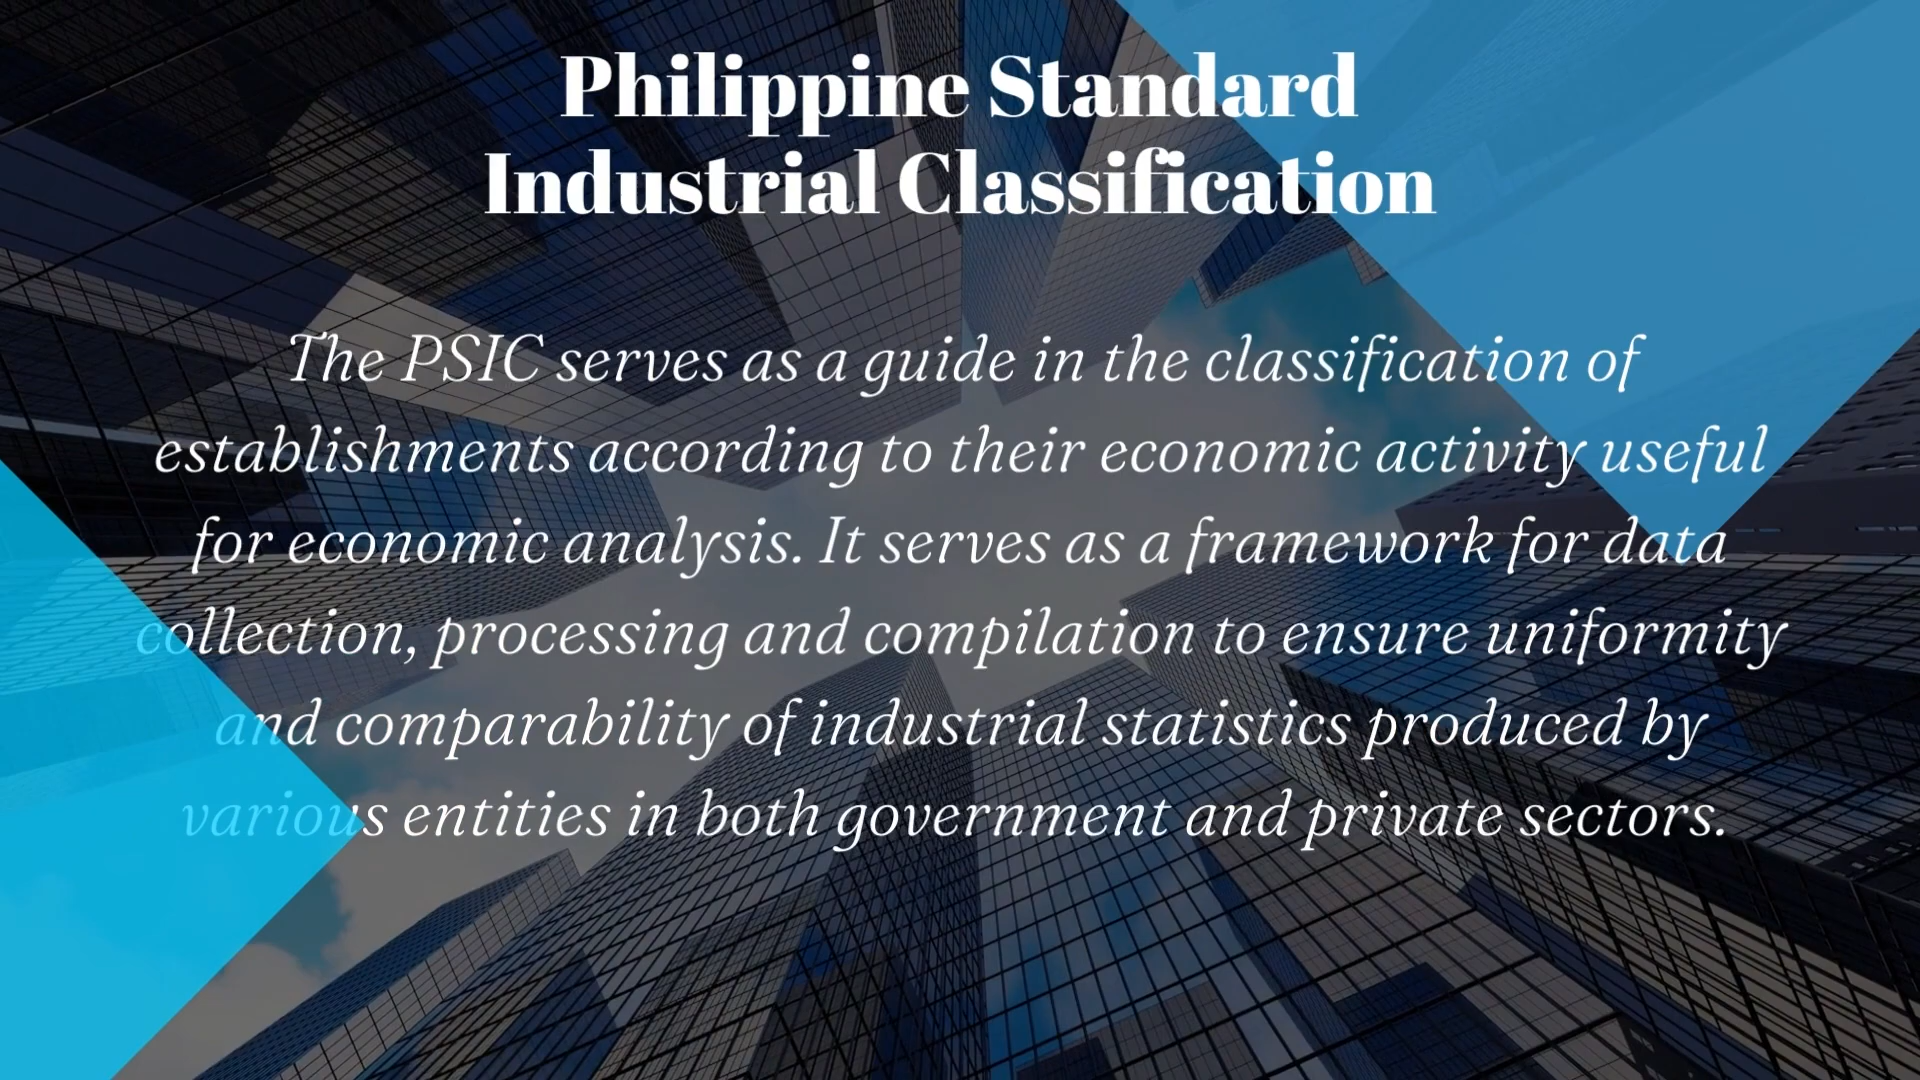 Philippine Standard
Industrial Classification
The PSIC serves as a guide in the classification of
establishments according to their economic activity useful
for economic analysis. It serves as a framework for data
collection, processing and compilation to ensure uniformity
and comparability of industrial statistics produced by
various entities in both government and private sectors.